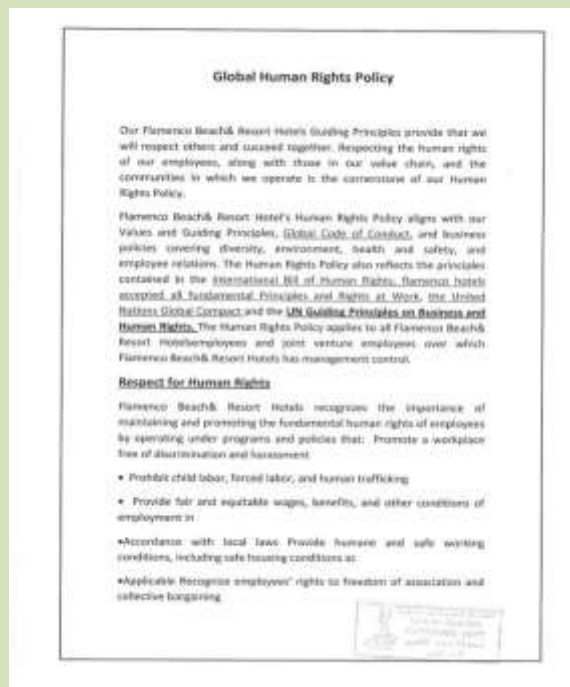 Global Human Rights Policy
Our Flamenco Beach& Resort Hotels Guiding Principles provide that we
will respect others and succeed together. Respecting the human rights
of our employees, along with those in our value chain, and the
communities in which we operate is the cornerstone of our Human
Rights Policy.
Flamenco Beach& Resort Hotel's Human Rights Policy aligns with our
Values and Guiding Principles, Global Code of Conduct, and business
policies covering diversity, environment, health and safety, and
employee relations. The Human Rights Policy also reflects the principles
contained in the International Bill of Human Rights, flamenco hotels
accepted all fundamental Principles and Rights at Work, the United
Nations Global Compact and the UN Guiding Principles on Business and
Human Rights. The Human Rights Policy applies to all Flamenco Beach&
Resort Hotelsemployees and joint venture employees over which
Flamenco Beach& Resort Hotels has management control.
Respect for Human Rights
Flamenco Beach& Resort Hotels recognizes the importance of
maintaining and promoting the fundamental human rights of employees
by operating under programs and policies that: Promote a workplace
free of discrimination and harassment
• Prohibit child labor, forced labor, and human trafficking
• Provide fair and equitable wages, benefits, and other conditions of
employment in
•Accordance with local laws Provide humane and safe working
conditions, including safe housing conditions as
•Applicable Recognize employees' rights to freedom of association and
collective bargaining